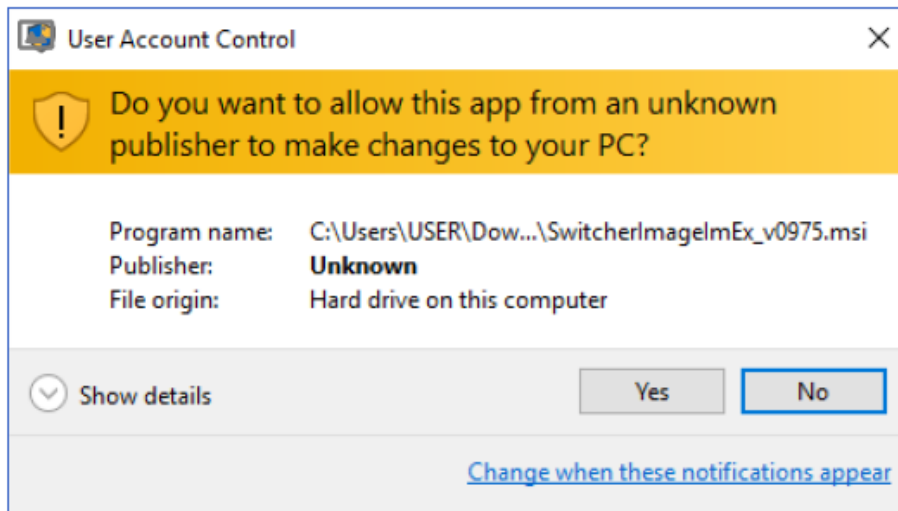 User Account Control
Do you want to allow this app from an unknown
publisher to make changes to your PC?
Program name: C:\Users\USER\Dow...\SwitcherImageImEx_v0975.msi
Publisher: Unknown
File origin: Hard drive on this computer
Show details
Yes
No
Change when these notifications appear